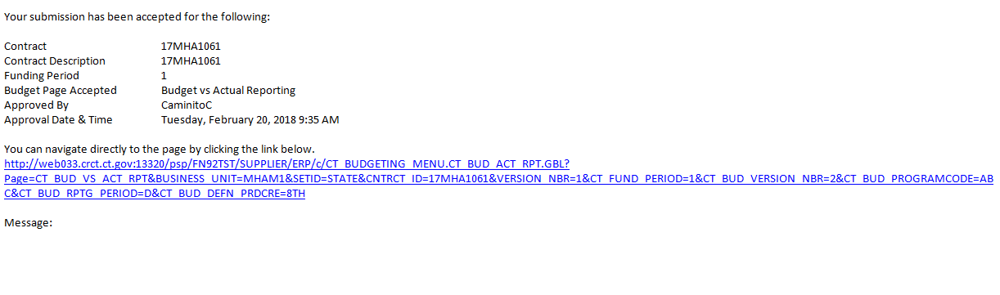 Your submission has been accepted for the following:
Contract 17MHA1061
Contract Description 17MHA1061
Funding Period 1
Budget Page Accepted Budget vs Actual Reporting
Approved By CaminitoC
Approval Date & Time Tuesday, February 20, 2018 9:35 AM
You can navigate directly to the page by clicking the link below.
http://web033.crct.ct.gov:13320/psp/FN92TST/SUPPLIER/ERP/c/CT_BUDGETING_MENU.CT_BUD_ACT_RPT.GBL?
Page=CT_BUD_VS_ACT_RPT&BUSINESS_UNIT=MHAM1&SETID=STATE&CNTRCT_ID=17MHA1061&VERSION_NBR=1&CT_FUND_PERIOD=1&CT_BUD_VERSION_NBR=2&CT_BUD_PROGRAMCODE=AB
C&CT_BUD_RPTG_PERIOD=D&CT_BUD_DEFN_PRDCRE=8TH
Message: